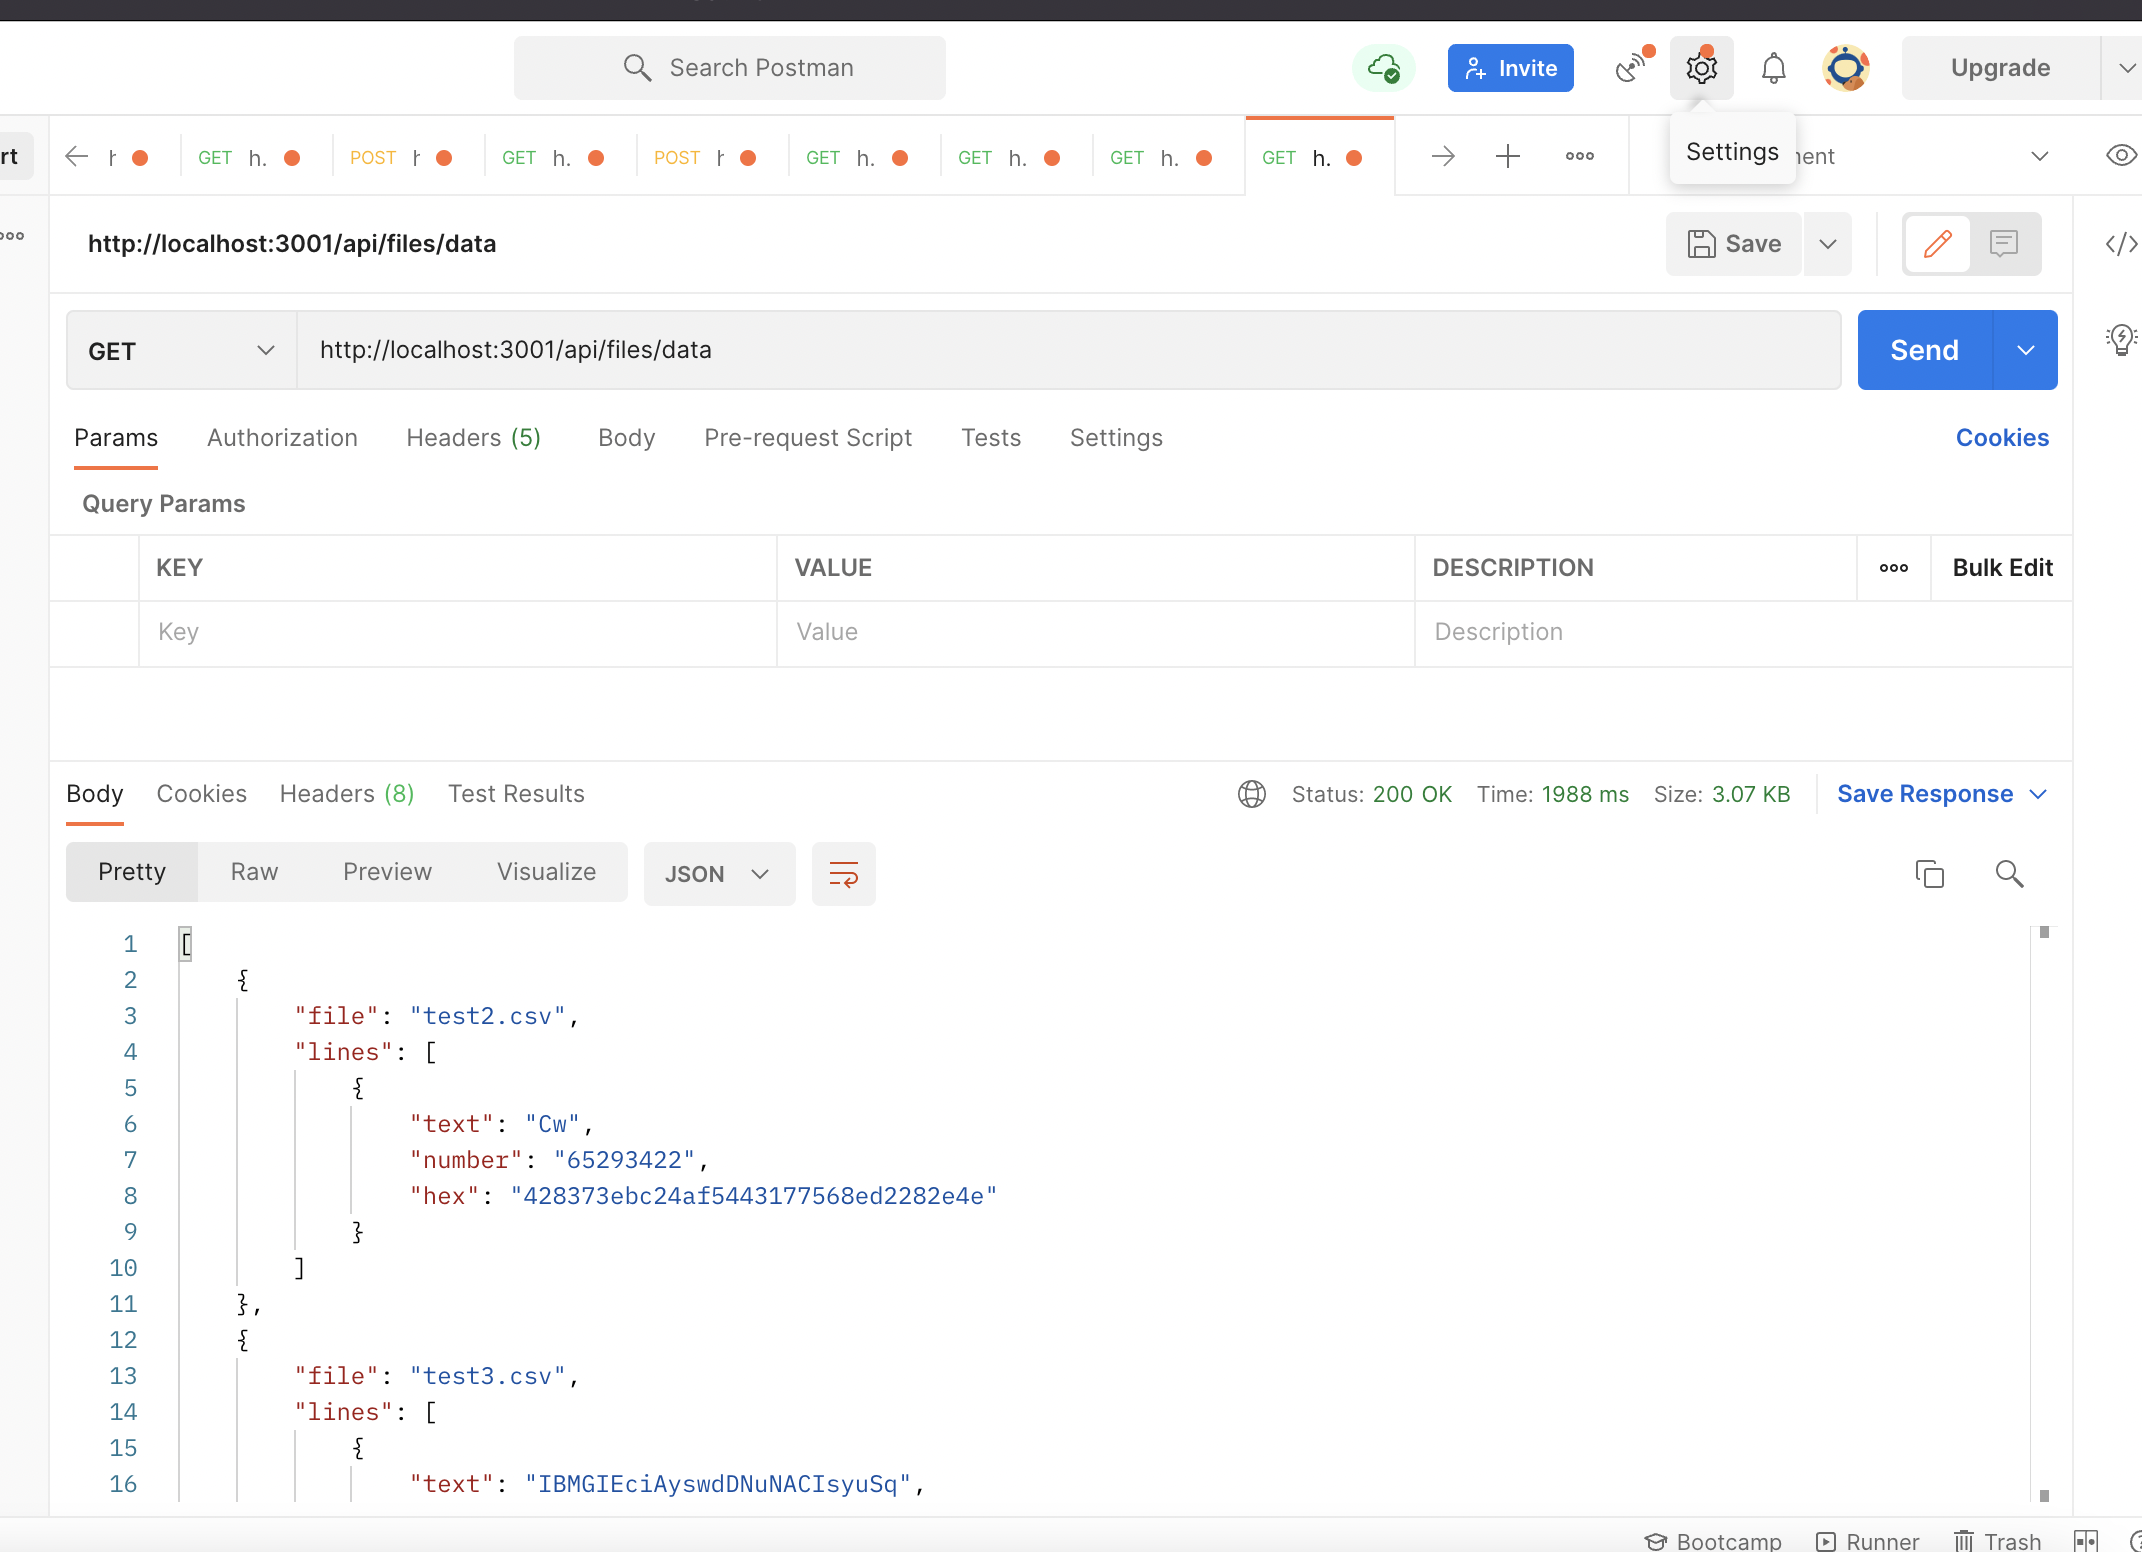 Search Postman
Invite
Upgrade
rt
GET h.
POST
GET h.
POST
GET h.
GET h.
GET h.
GET h.
Settings
ment
http://localhost:3001/api/files/data
Save
GET
http://localhost:3001/api/files/data
Send
Params Authorization Headers (5) Body Pre-request Script Tests Settings Cookies
Query Params
KEY VALUE DESCRIPTION Bulk Edit
Key Value Description
Body Cookies Headers (8) Test Results Status: 200 OK Time: 1988 ms Size: 3.07 KB Save Response
Pretty Raw Preview Visualize JSON
1 [
2 {
3 "file": "test2.csv",
4 "lines": [
5 {
6 "text": "Cw",
7 "number": "65293422",
8 "hex": "428373ebc24af5443177568ed2282e4e"
9 }
10 ]
11 },
12 {
13 "file": "test3.csv",
14 "lines": [
15 {
16 "text": "IBMGIEciAyswdDNuNACIsyuSq",
Bootcamp Runner Trash